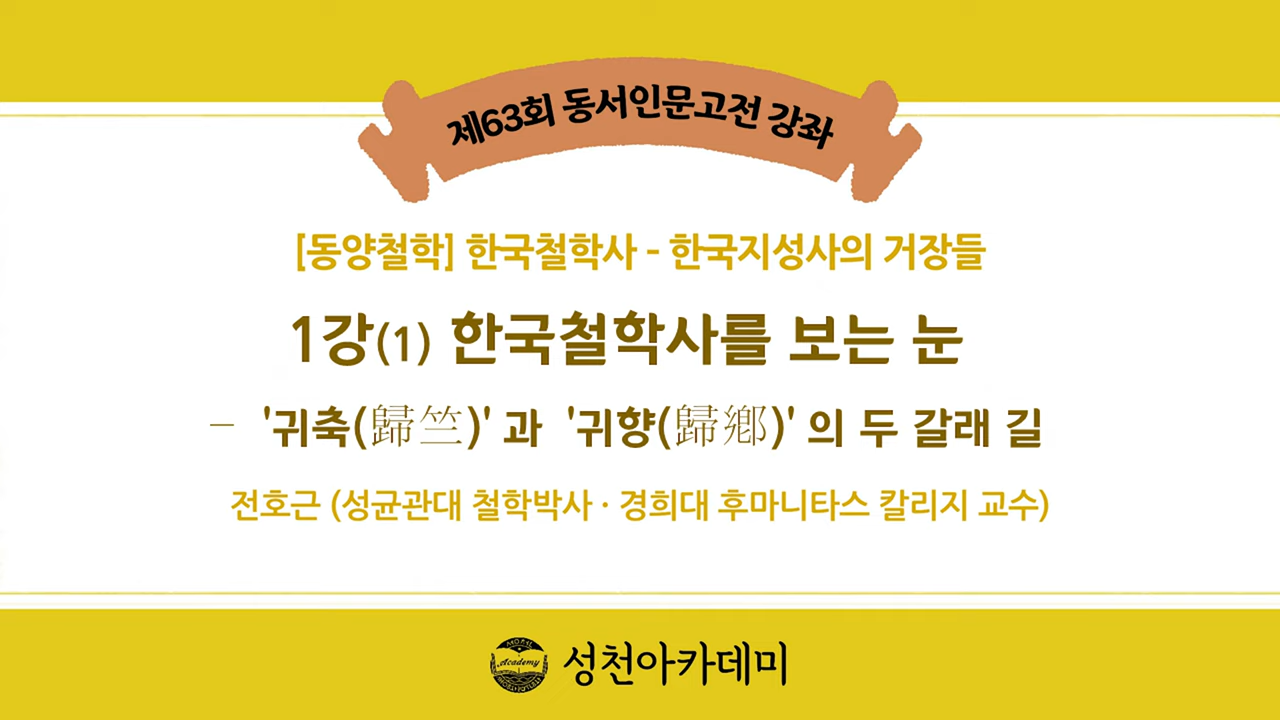 제63회 동서인문고전 강좌
[동양철학] 한국철학사 - 한국지성사의 거장들
1강(1) 한국철학사를 보는 눈
- '귀축(歸竺)' 과 '귀향(歸鄕)' 의 두 갈래 길
전호근 (성균관대 철학박사 · 경희대 후마니타스 칼리지 교수)
Academy
성천아카데미